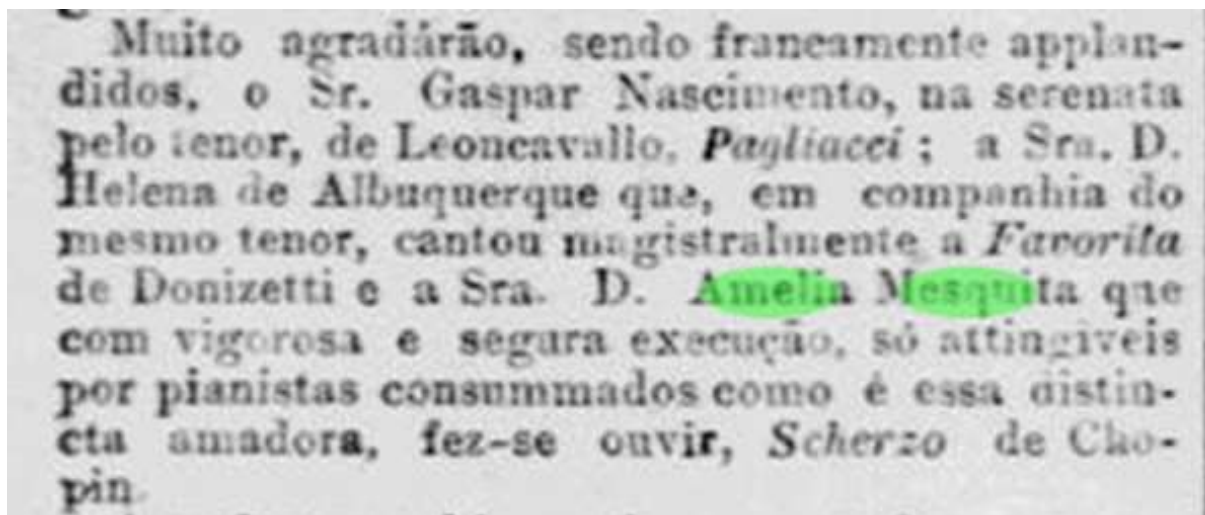 Muito agradárão, sendo francamente applau-
didos, o Sr. Gaspar Nascimento, na serenata
pelo tenor, de Leoncavallo, Pagliacci ; a Sra. D.
Helena de Albuquerque que, em companhia do
mesmo tenor, cantou magistralmente a Favorita
de Donizetti e a Sra. D. Amelia Mesquita que
com vigorosa e segura execução, só attingiveis
por pianistas consummados como é essa distin-
cta amadora, fez-se ouvir, Scherzo de Cho-
pin.